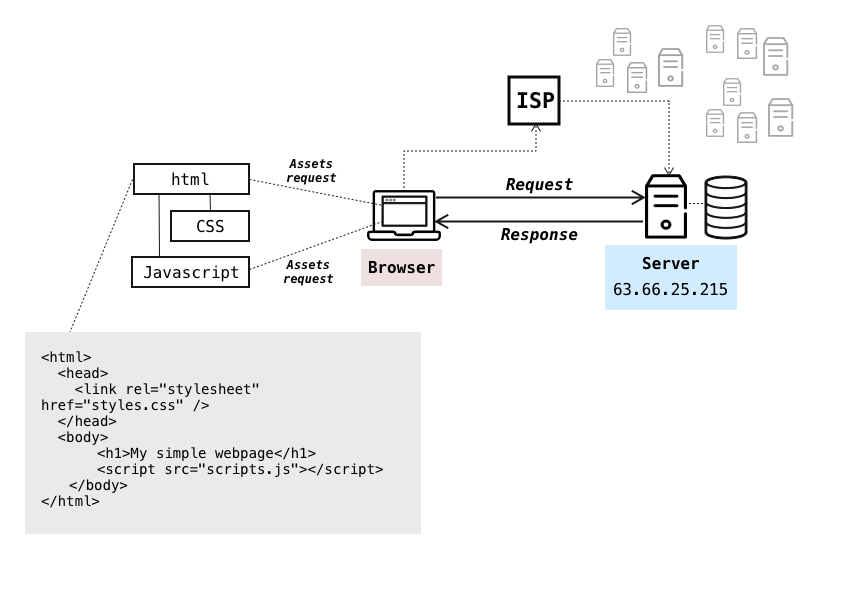 ISP
Assets
request
html
Request
CSS
Response
Javascript
Assets
request
Browser
Server
63.66.25.215
<html>
  <head>
    <link rel="stylesheet"
href="styles.css" />
  </head>
  <body>
      <h1>My simple webpage</h1>
      <script src="scripts.js"></script>
   </body>
</html>